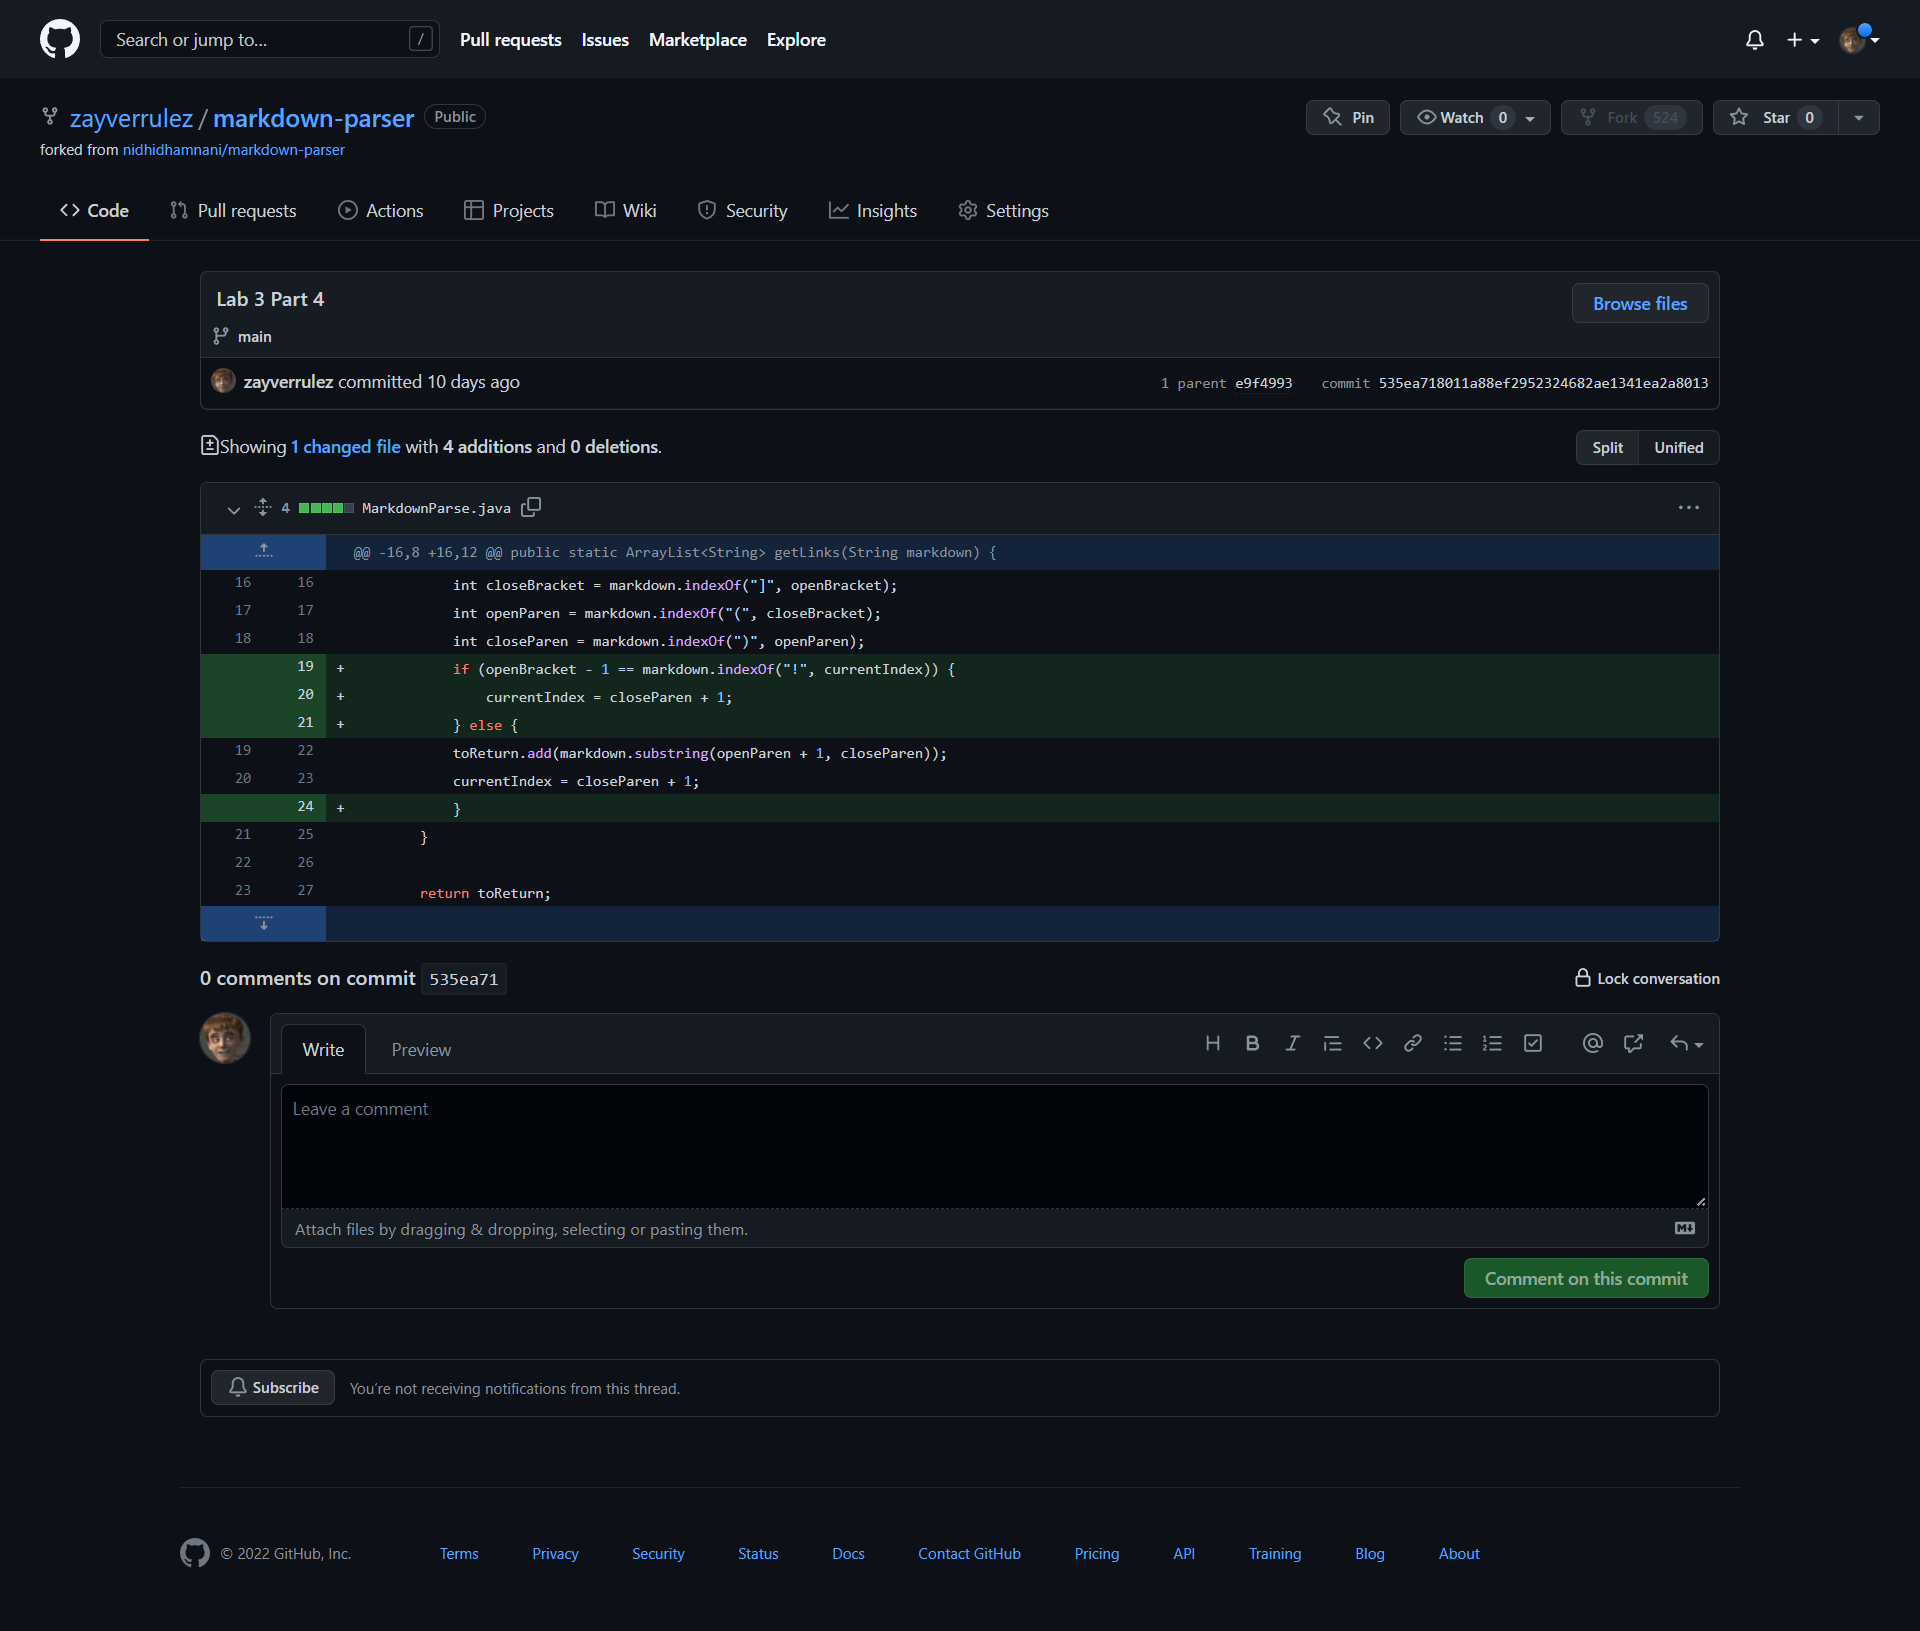 Search or jump to... / Pull requests Issues Marketplace Explore
zayverrulez / markdown-parser Public Pin Watch 0 Fork 524 Star 0
forked from nidhidhamnani/markdown-parser
Code Pull requests Actions Projects Wiki Security Insights Settings
Lab 3 Part 4 Browse files
main
zayverrulez committed 10 days ago 1 parent e9f4993 commit 535ea718011a88ef2952324682ae1341ea2a8013
Showing 1 changed file with 4 additions and 0 deletions. Split Unified
4 MarkdownParse.java
@@ -16,8 +16,12 @@ public static ArrayList<String> getLinks(String markdown) {
16 16 int closeBracket = markdown.indexOf("]", openBracket);
17 17 int openParen = markdown.indexOf("(", closeBracket);
18 18 int closeParen = markdown.indexOf(")", openParen);
19 + if (openBracket - 1 == markdown.indexOf("!", currentIndex)) {
20 + currentIndex = closeParen + 1;
21 + } else {
19 22 toReturn.add(markdown.substring(openParen + 1, closeParen));
20 23 currentIndex = closeParen + 1;
24 + }
21 25 }
22 26
23 27 return toReturn;
0 comments on commit 535ea71 Lock conversation
Write Preview
Leave a comment
Attach files by dragging & dropping, selecting or pasting them.
Comment on this commit
Subscribe You're not receiving notifications from this thread.
© 2022 GitHub, Inc. Terms Privacy Security Status Docs Contact GitHub Pricing API Training Blog About